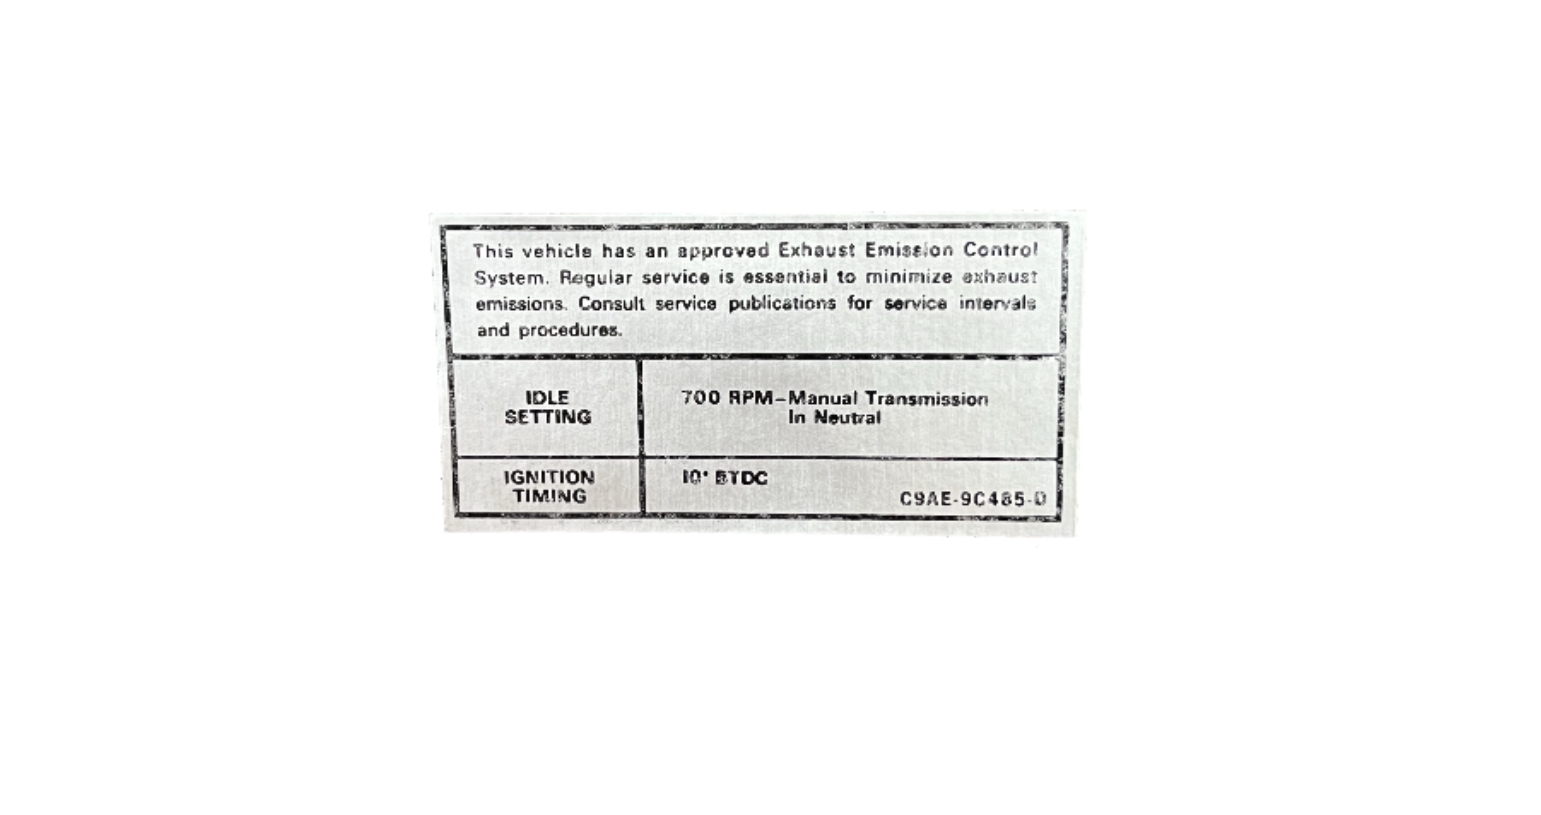 This vehicle has an approved Exhaust Emission Control
System. Regular service is essential to minimize exhaust
emissions. Consult service publications for service intervals
and procedures.
IDLE
SETTING
700 RPM–Manual Transmission
In Neutral
IGNITION
TIMING
10° BTDC
C9AE-9C485-D